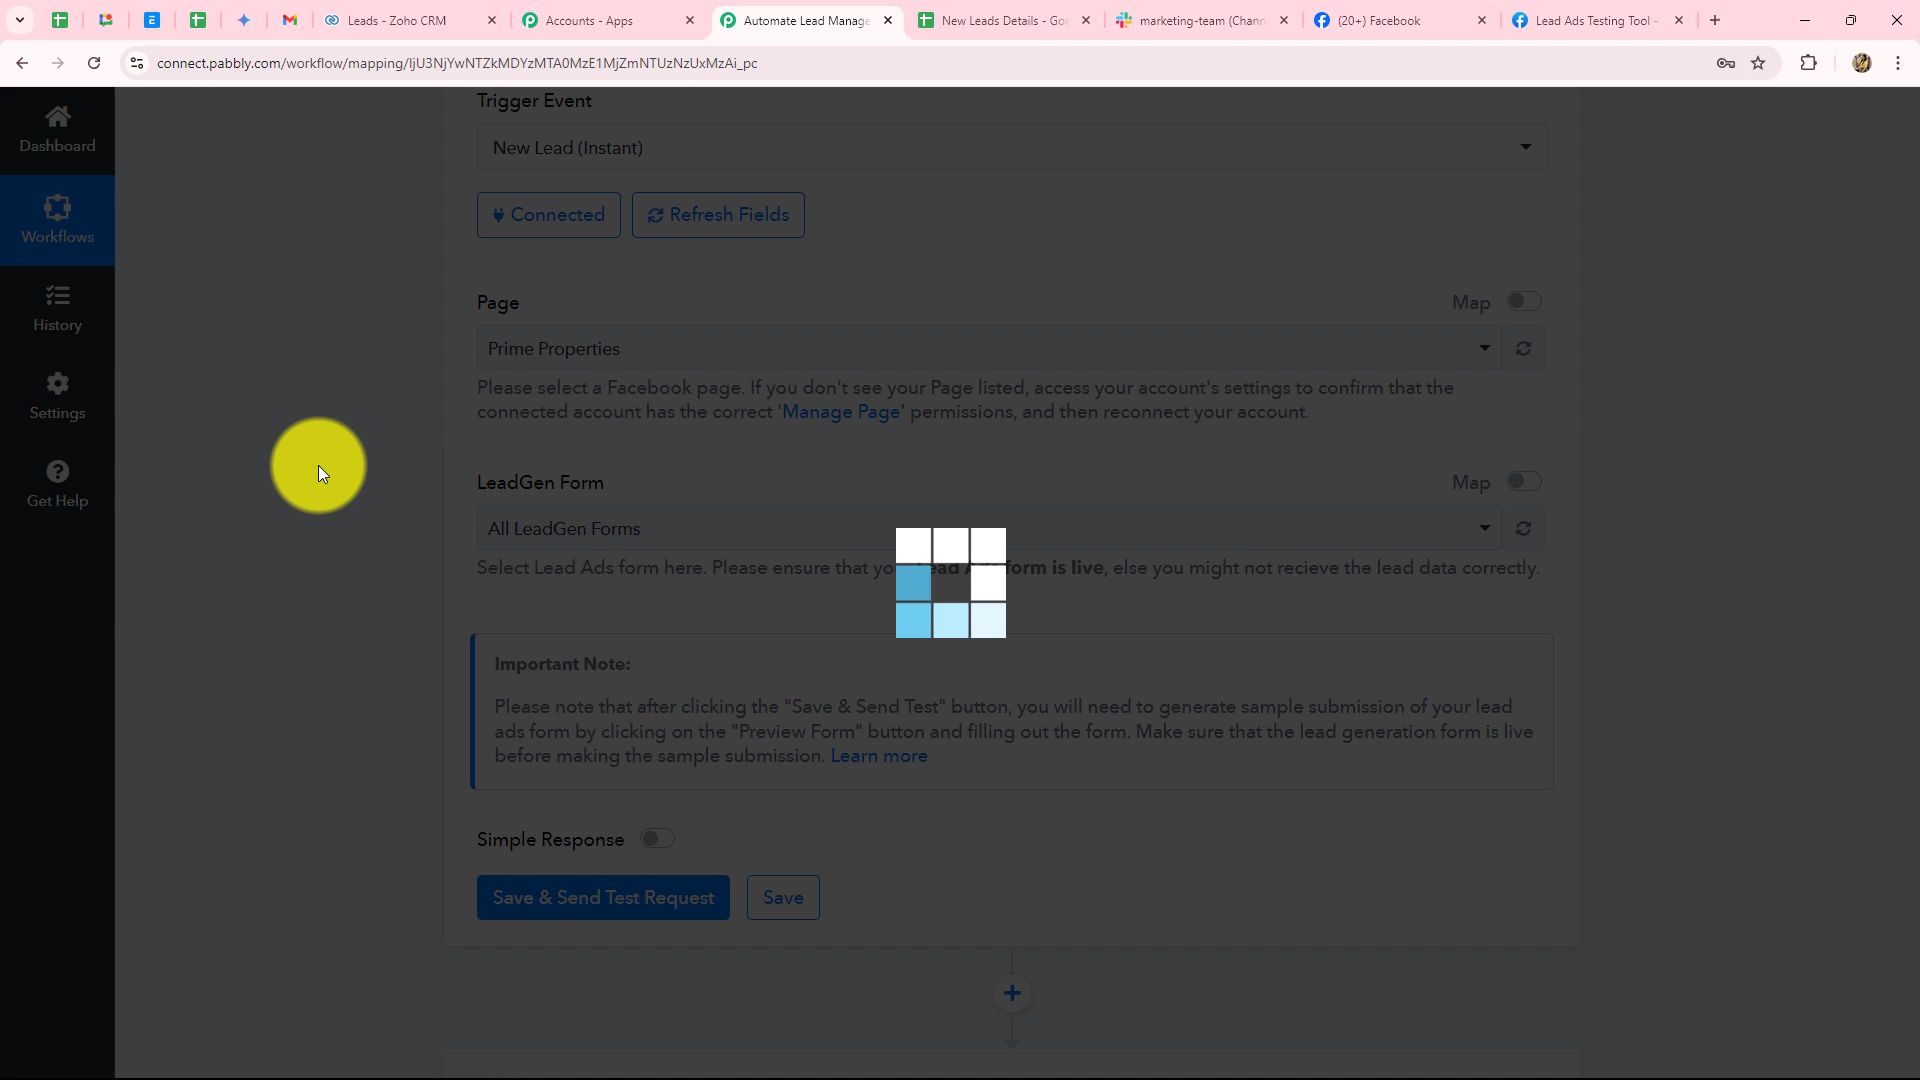 Leads - Zoho CRM
Accounts - Apps
Automate Lead Manage
New Leads Details - Goo
marketing-team (Chann
(20+) Facebook
Lead Ads Testing Tool -
connect.pabbly.com/workflow/mapping/IjU3NjYwNTZkMDYzMTA0MzE1MjZmNTUzNzUxMzAi_pc
Dashboard
Workflows
History
Settings
Get Help
Trigger Event
New Lead (Instant)
Connected
Refresh Fields
Page
Map
Prime Properties
Please select a Facebook page. If you don't see your Page listed, access your account's settings to confirm that the
connected account has the correct 'Manage Page' permissions, and then reconnect your account.
LeadGen Form
Map
All LeadGen Forms
Select Lead Ads form here. Please ensure that your Lead Ads form is live, else you might not recieve the lead data correctly.
Important Note:
Please note that after clicking the "Save & Send Test" button, you will need to generate sample submission of your lead
ads form by clicking on the "Preview Form" button and filling out the form. Make sure that the lead generation form is live
before making the sample submission. Learn more
Simple Response
Save & Send Test Request
Save